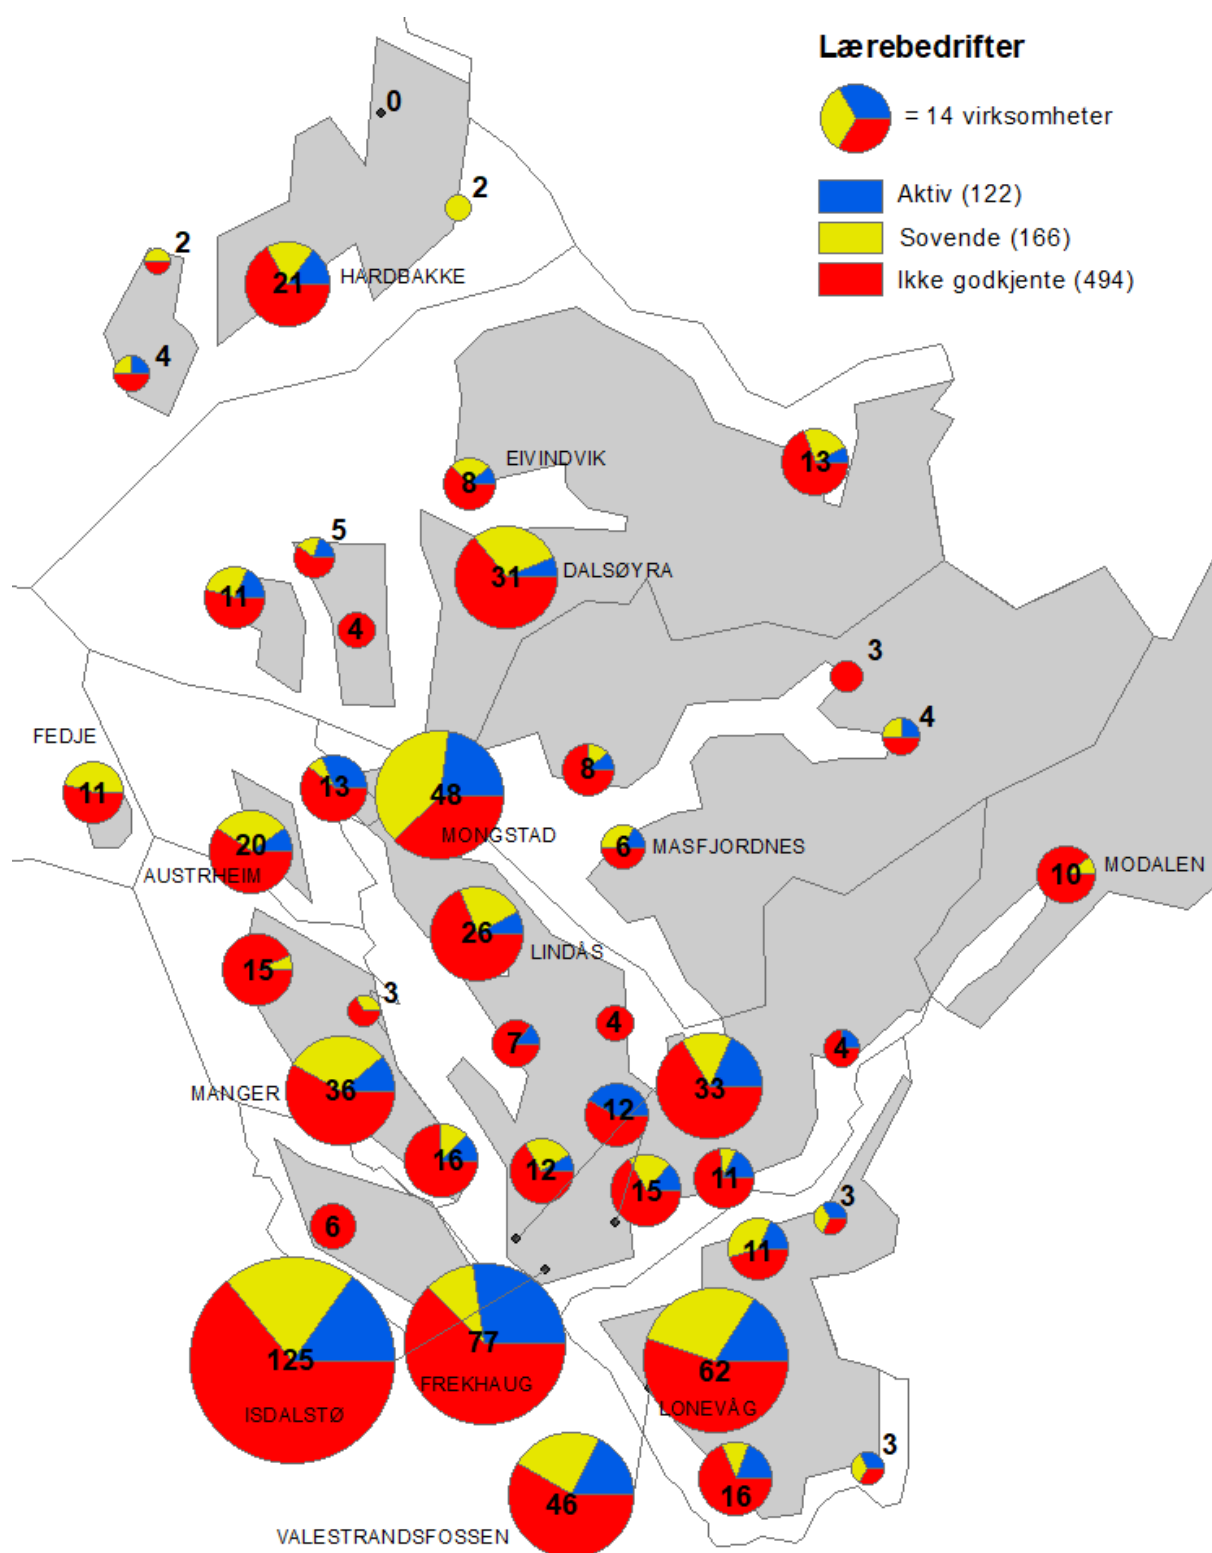 Lærebedrifter
= 14 virksomheter
Aktiv (122)
Sovende (166)
Ikke godkjente (494)
0
2
2
21
HARDBAKKE
4
EIVINDVIK
13
8
5
31
DALSØYRA
11
4
3
4
FEDJE
11
13
48
MONGSTAD
8
20
AUSTRHEIM
6
MASFJORDNES
10
MODALEN
26
LINDÅS
15
3
4
7
4
MANGER
36
33
12
16
12
15
11
3
6
11
125
ISDALSTØ
77
FREKHAUG
62
LONEVÅG
3
16
46
VALESTRANDSFOSSEN